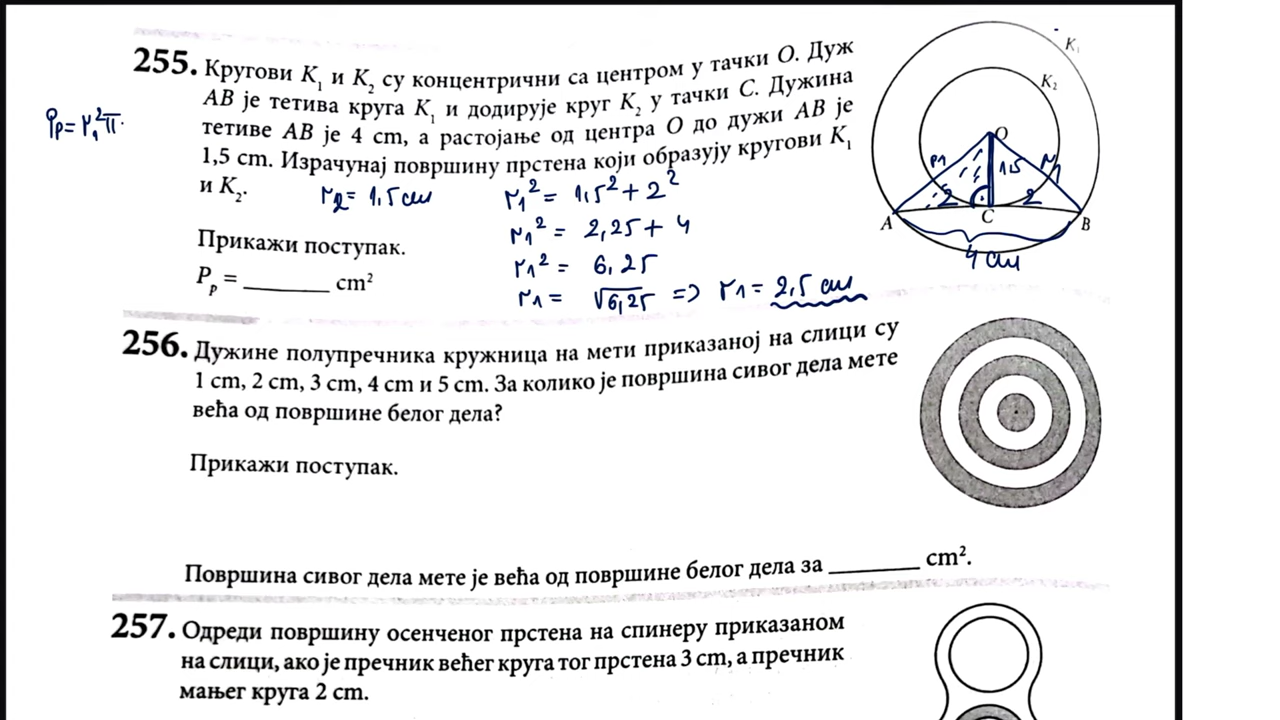 255. Кругови K₁ и K₂ су концентрични са центром у тачки O. Дуж
AB је тетива круга K₁ и додирује круг K₂ у тачки C. Дужина
тетиве AB је 4 cm, а растојање од центра O до дужи AB је
1,5 cm. Израчунај површину прстена који образују кругови K₁
и K₂.
Pₚ = r₁²π.
r₂ = 1,5 cm
r₁² = 1,5² + 2²
r₁² = 2,25 + 4
r₁² = 6,25
r₁ = √6,25 => r₁ = 2,5 cm
Прикажи поступак.
Pₚ = ________ cm²
K₁
K₂
O
r₁
1,5
r₁
2
2
A
C
B
4 cm
256. Дужине полупречника кружница на мети приказаној на слици су
1 cm, 2 cm, 3 cm, 4 cm и 5 cm. За колико је површина сивог дела мете
већа од површине белог дела?
Прикажи поступак.
Површина сивог дела мете је већа од површине белог дела за ________ cm².
257. Одреди површину осенченог прстена на спинеру приказаном
на слици, ако је пречник већег круга тог прстена 3 cm, а пречник
мањег круга 2 cm.